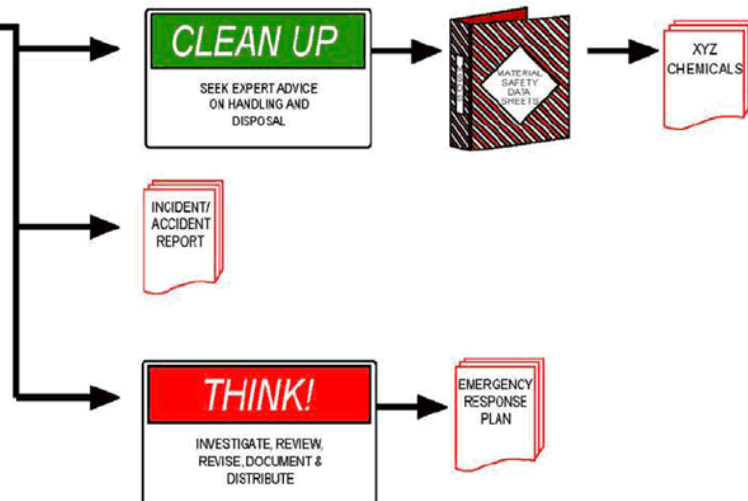 CLEAN UP
SEEK EXPERT ADVICE
ON HANDLING AND
DISPOSAL
MATERIAL
SAFETY
DATA
SHEETS
XYZ
CHEMICALS
INCIDENT/
ACCIDENT
REPORT
THINK!
INVESTIGATE, REVIEW,
REVISE, DOCUMENT &
DISTRIBUTE
EMERGENCY
RESPONSE
PLAN